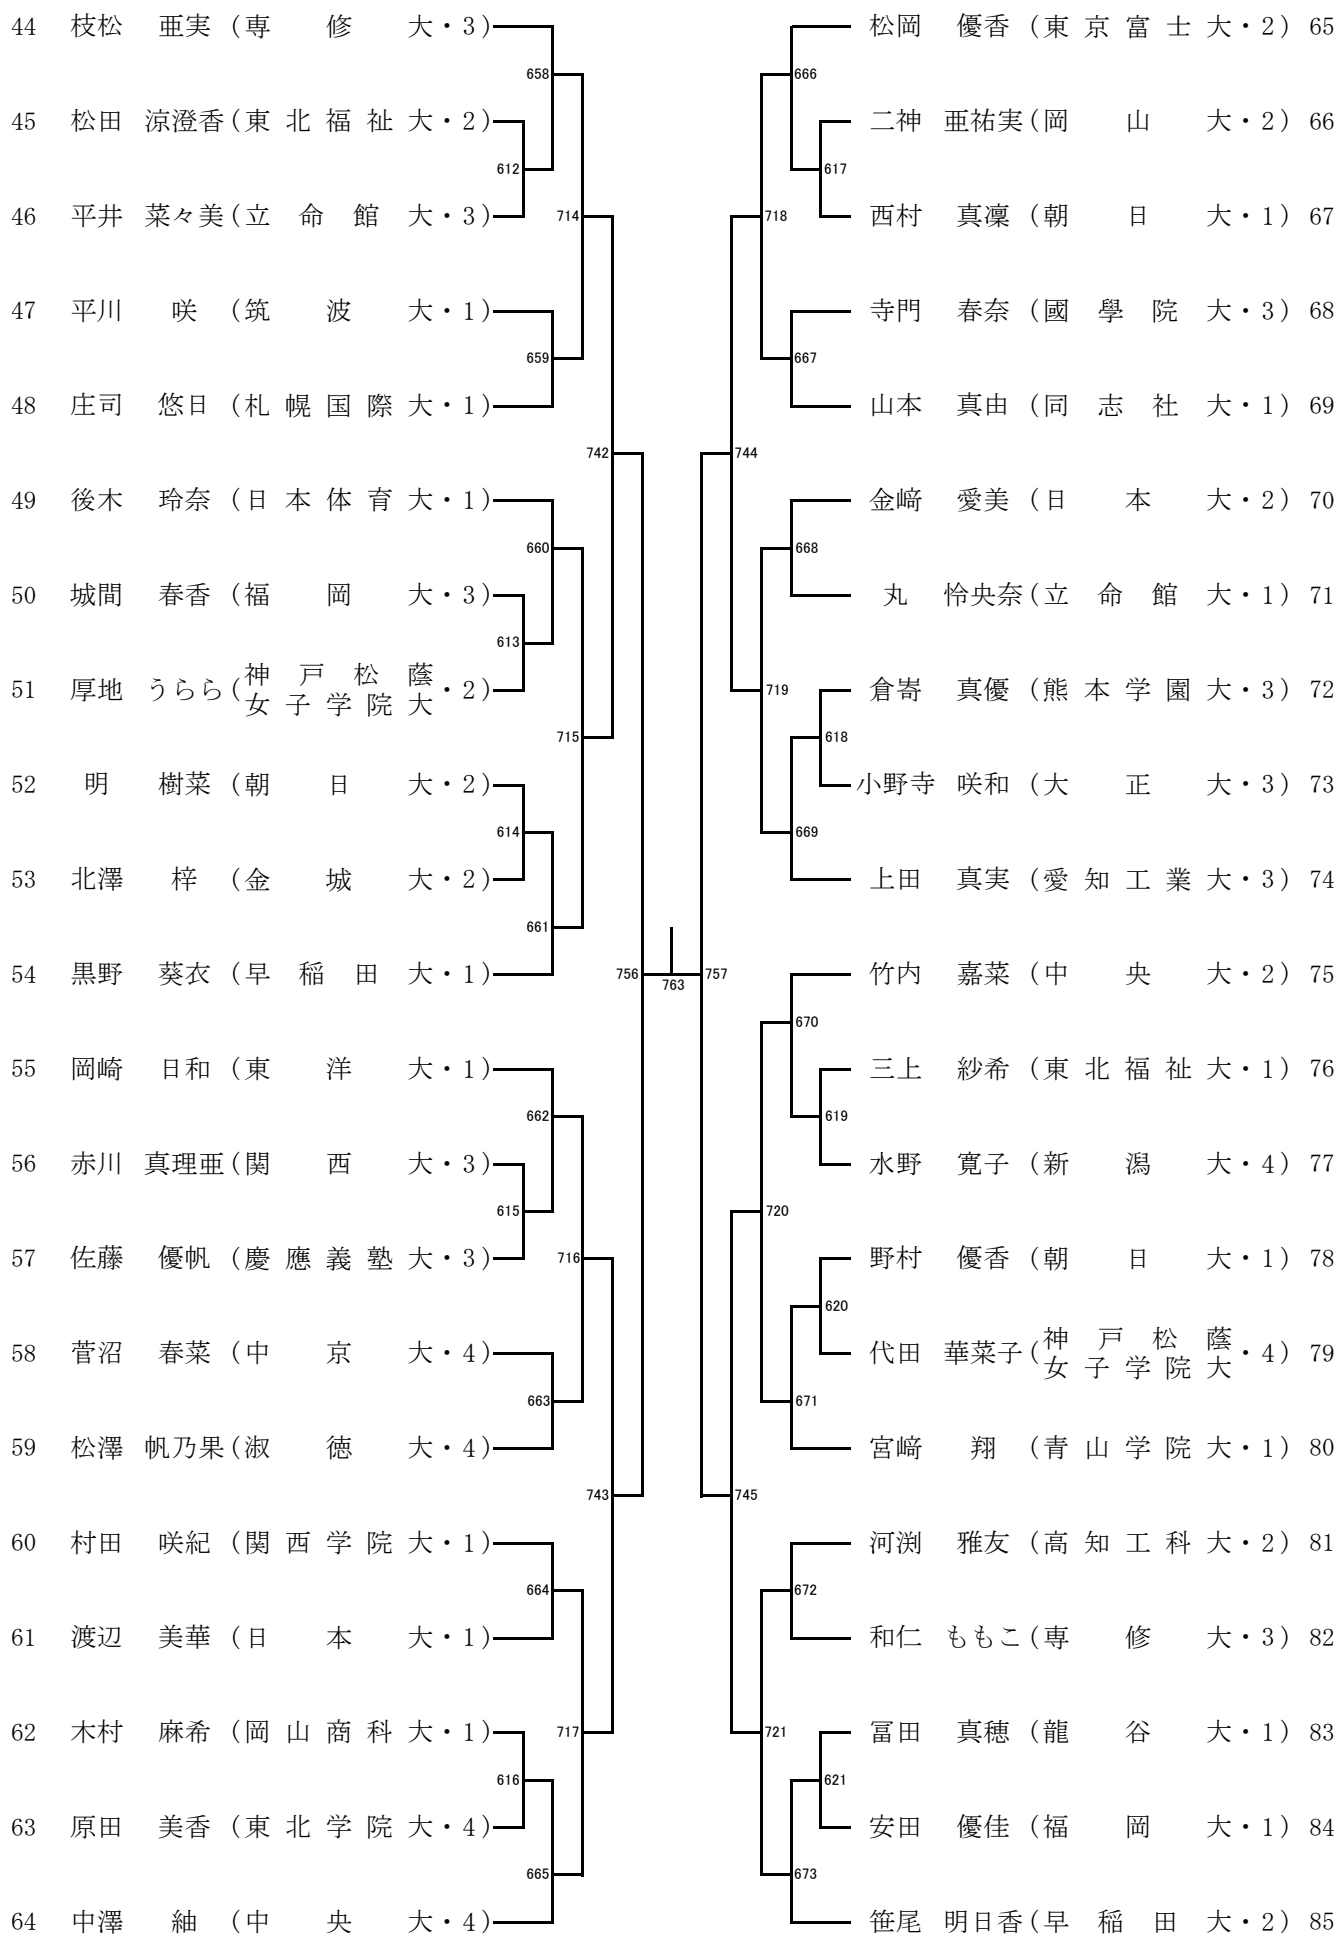 44 枝松 亜実 (専修大・3)
45 松田 涼澄香 (東北福祉大・2)
46 平井 菜々美 (立命館大・3)
47 平川 咲 (筑波大・1)
48 庄司 悠日 (札幌国際大・1)
49 後木 玲奈 (日本体育大・1)
50 城間 春香 (福岡大・3)
51 厚地 うらら (神戸松蔭女子学院大・2)
52 明 樹菜 (朝日大・2)
53 北澤 梓 (金城大・2)
54 黒野 葵衣 (早稲田大・1)
55 岡崎 日和 (東洋大・1)
56 赤川 真理亜 (関西大・3)
57 佐藤 優帆 (慶應義塾大・3)
58 菅沼 春菜 (中京大・4)
59 松澤 帆乃果 (淑徳大・4)
60 村田 咲紀 (関西学院大・1)
61 渡辺 美華 (日本大・1)
62 木村 麻希 (岡山商科大・1)
63 原田 美香 (東北学院大・4)
64 中澤 紬 (中央大・4)
658
612
714
659
742
660
613
715
614
661
756
763
757
662
615
716
663
743
664
717
616
665
666
617
718
667
744
668
719
618
669
670
619
720
620
671
745
672
721
621
673
松岡 優香 (東京富士大・2) 65
二神 亜祐実 (岡山大・2) 66
西村 真凜 (朝日大・1) 67
寺門 春奈 (國學院大・3) 68
山本 真由 (同志社大・1) 69
金﨑 愛美 (日本大・2) 70
丸 怜央奈 (立命館大・1) 71
倉嵜 真優 (熊本学園大・3) 72
小野寺 咲和 (大正大・3) 73
上田 真実 (愛知工業大・3) 74
竹内 嘉菜 (中央大・2) 75
三上 紗希 (東北福祉大・1) 76
水野 寛子 (新潟大・4) 77
野村 優香 (朝日大・1) 78
代田 華菜子 (神戸松蔭女子学院大・4) 79
宮﨑 翔 (青山学院大・1) 80
河渕 雅友 (高知工科大・2) 81
和仁 ももこ (専修大・3) 82
冨田 真穂 (龍谷大・1) 83
安田 優佳 (福岡大・1) 84
笹尾 明日香 (早稲田大・2) 85